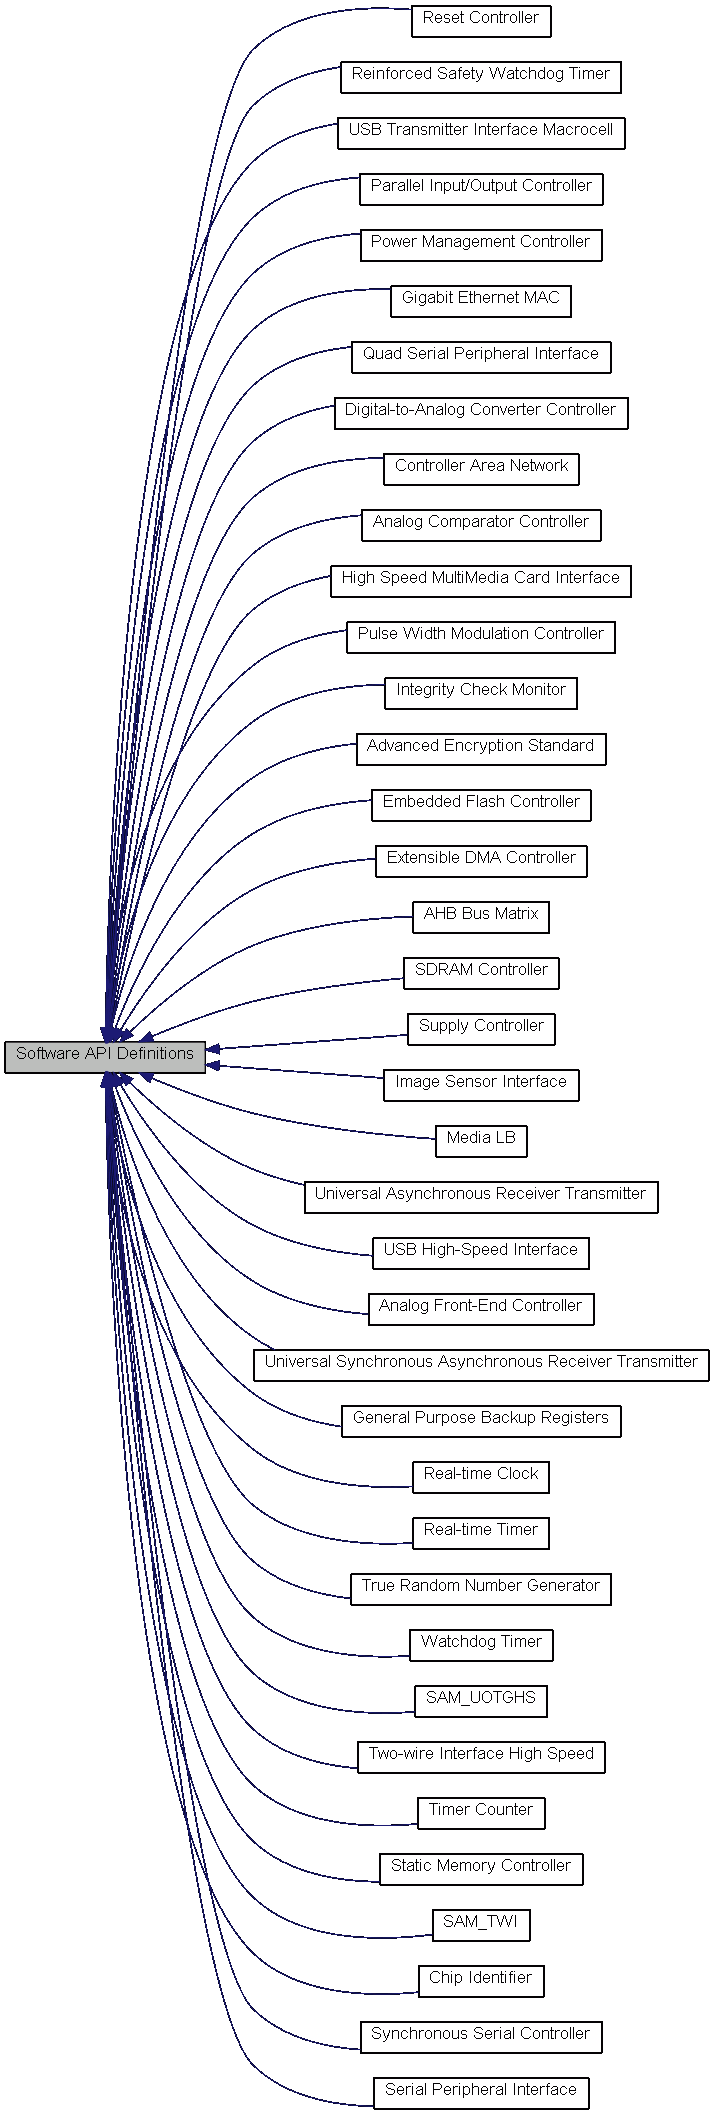 Reset Controller
Reinforced Safety Watchdog Timer
USB Transmitter Interface Macrocell
Parallel Input/Output Controller
Power Management Controller
Gigabit Ethernet MAC
Quad Serial Peripheral Interface
Digital-to-Analog Converter Controller
Controller Area Network
Analog Comparator Controller
High Speed MultiMedia Card Interface
Pulse Width Modulation Controller
Integrity Check Monitor
Advanced Encryption Standard
Embedded Flash Controller
Extensible DMA Controller
AHB Bus Matrix
SDRAM Controller
Supply Controller
Software API Definitions
Image Sensor Interface
Media LB
Universal Asynchronous Receiver Transmitter
USB High-Speed Interface
Analog Front-End Controller
Universal Synchronous Asynchronous Receiver Transmitter
General Purpose Backup Registers
Real-time Clock
Real-time Timer
True Random Number Generator
Watchdog Timer
SAM_UOTGHS
Two-wire Interface High Speed
Timer Counter
Static Memory Controller
SAM_TWI
Chip Identifier
Synchronous Serial Controller
Serial Peripheral Interface